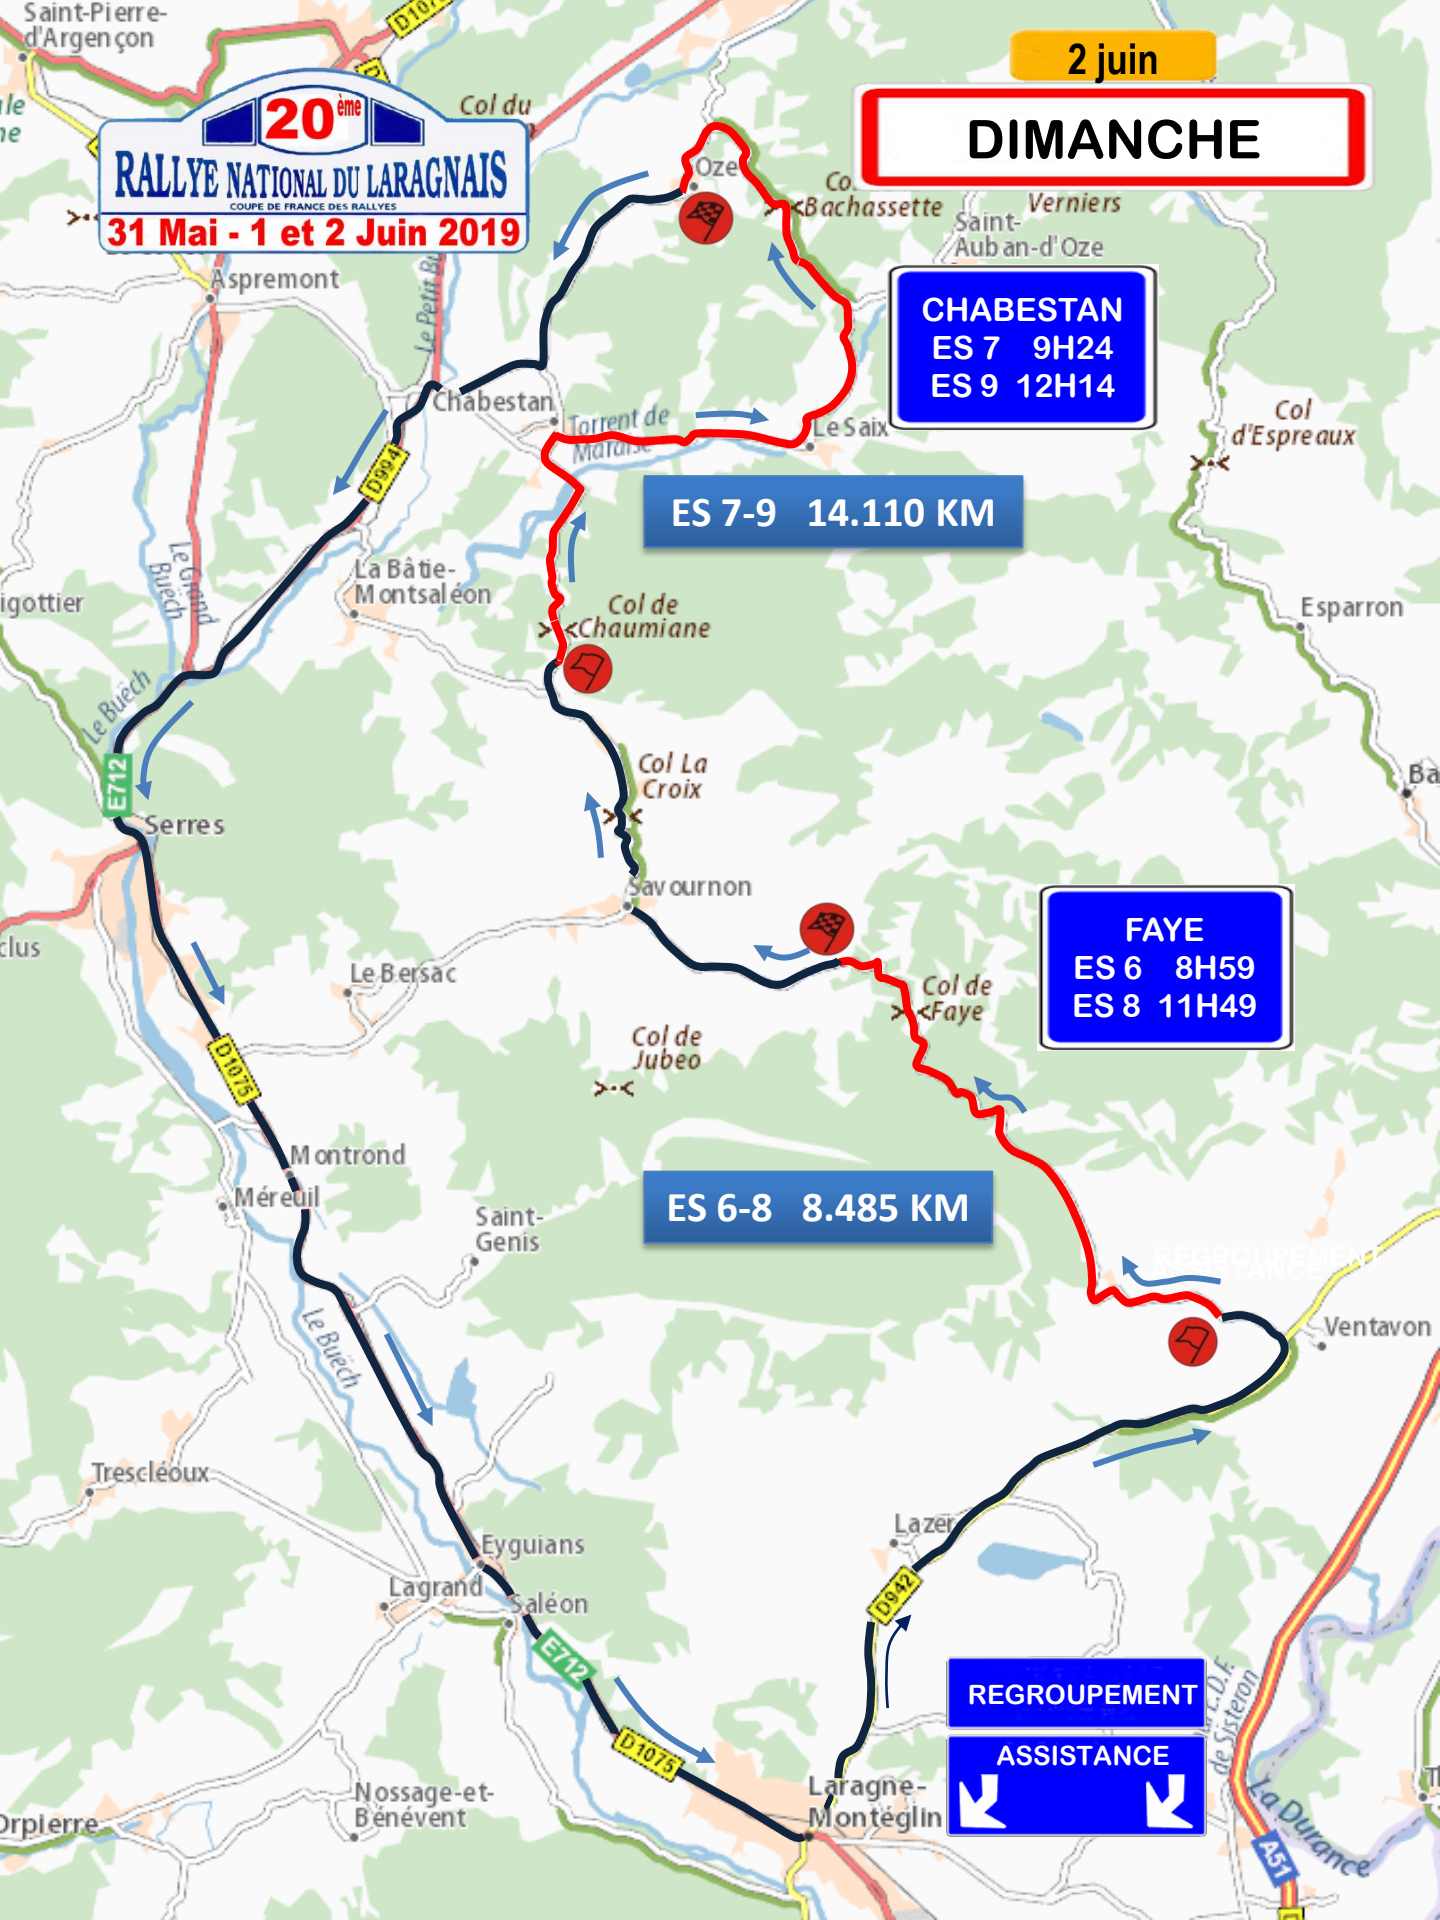 Saint-Pierre-
d'Argençon
Col du
20ème
RALLYE NATIONAL DU LARAGNAIS
COUPE DE FRANCE DES RALLYES
31 Mai - 1 et 2 Juin 2019
2 juin
DIMANCHE
Oze
Bachassette
Verniers
Saint-
Auban-d'Oze
Aspremont
CHABESTAN
ES 7 9H24
ES 9 12H14
Chabestan
Torrent de
Maraise
Le Saix
Col
d'Espreaux
D994
ES 7-9 14.110 KM
Le Grand
Buëch
La Bâtie-
Montsaléon
Col de
Chaumiane
Esparron
Le Buëch
Col La
Croix
E712
Serres
Savournon
FAYE
ES 6 8H59
ES 8 11H49
Le Bersac
Col de
Faye
Col de
Jubeo
D1075
Montrond
Méreuil
ES 6-8 8.485 KM
Saint-
Genis
REGROUPEMENT
ASSISTANCE
Le Buëch
Ventavon
Trescléoux
Lazer
Eyguians
Lagrand
Saléon
D942
E712
REGROUPEMENT
D1075
ASSISTANCE
de Sisteron
Laragne-
Montéglin
Nossage-et-
Bénévent
La Durance
A51